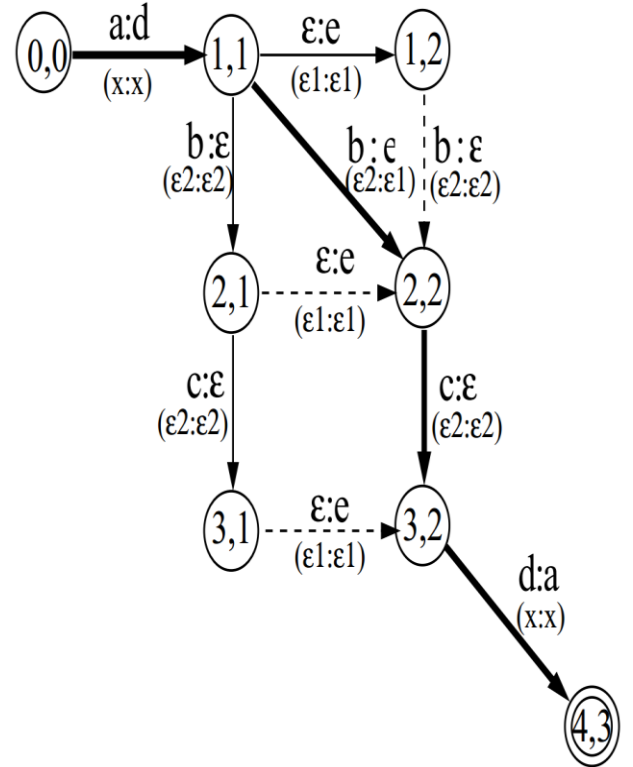 a:d
ε:e
0,0
1,1
1,2
(x:x)
(ε1:ε1)
b:ε
(ε2:ε2)
b:e
(ε2:ε1)
b:ε
(ε2:ε2)
ε:e
2,1
2,2
(ε1:ε1)
c:ε
(ε2:ε2)
c:ε
(ε2:ε2)
ε:e
3,1
3,2
(ε1:ε1)
d:a
(x:x)
4,3